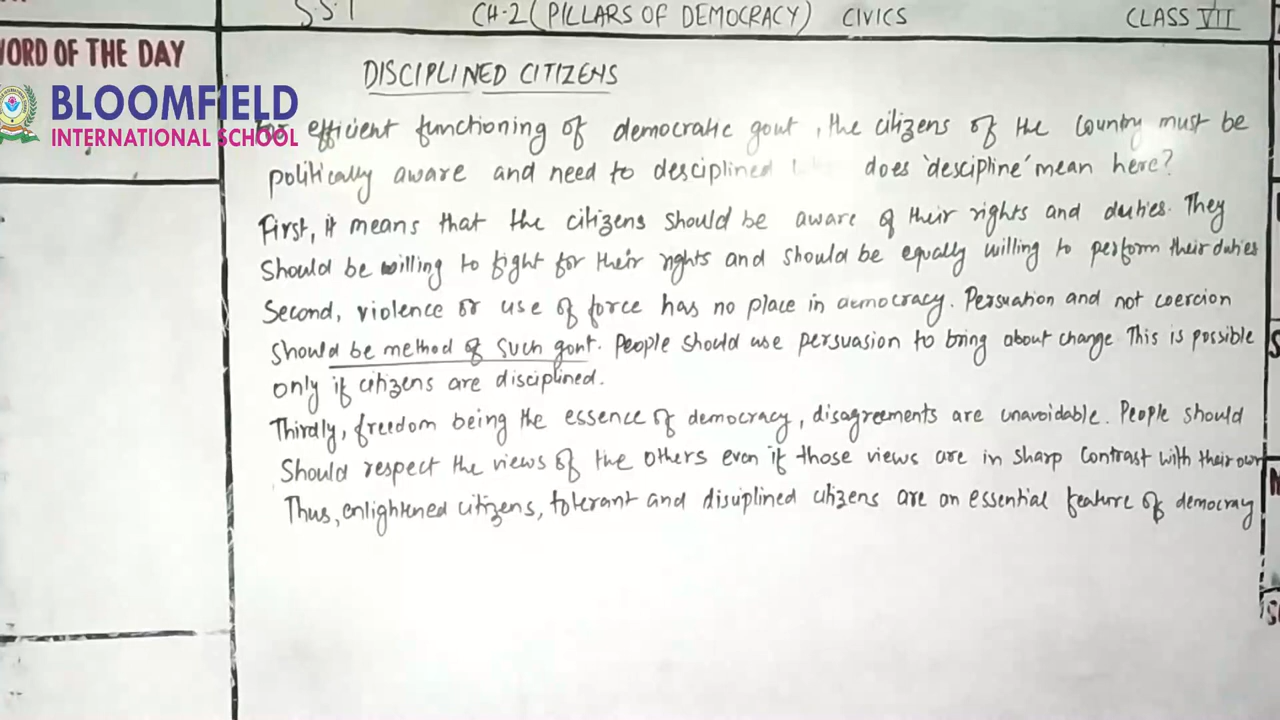 S.S.T CH-2 (PILLARS OF DEMOCRACY) CIVICS CLASS VII
WORD OF THE DAY
BLOOMFIELD
INTERNATIONAL SCHOOL
DISCIPLINED CITIZENS
For efficient functioning of democratic govt, the citizens of the country must be
politically aware and need to desciplined does 'descipline' mean here?
First, it means that the citizens should be aware of their rights and duties. They
should be willing to fight for their rights and should be equally willing to perform their duties
Second, violence or use of force has no place in democracy. Persuation and not coercion
should be method of such govt. People should use persuasion to bring about change This is possible
only if citizens are disciplined.
Thirdly, freedom being the essence of democracy, disagreements are unavoidable. People should
should respect the views of the others even if those views are in sharp contrast with their own
Thus, enlightened citizens, tolerant and disciplined citizens are an essential feature of democracy